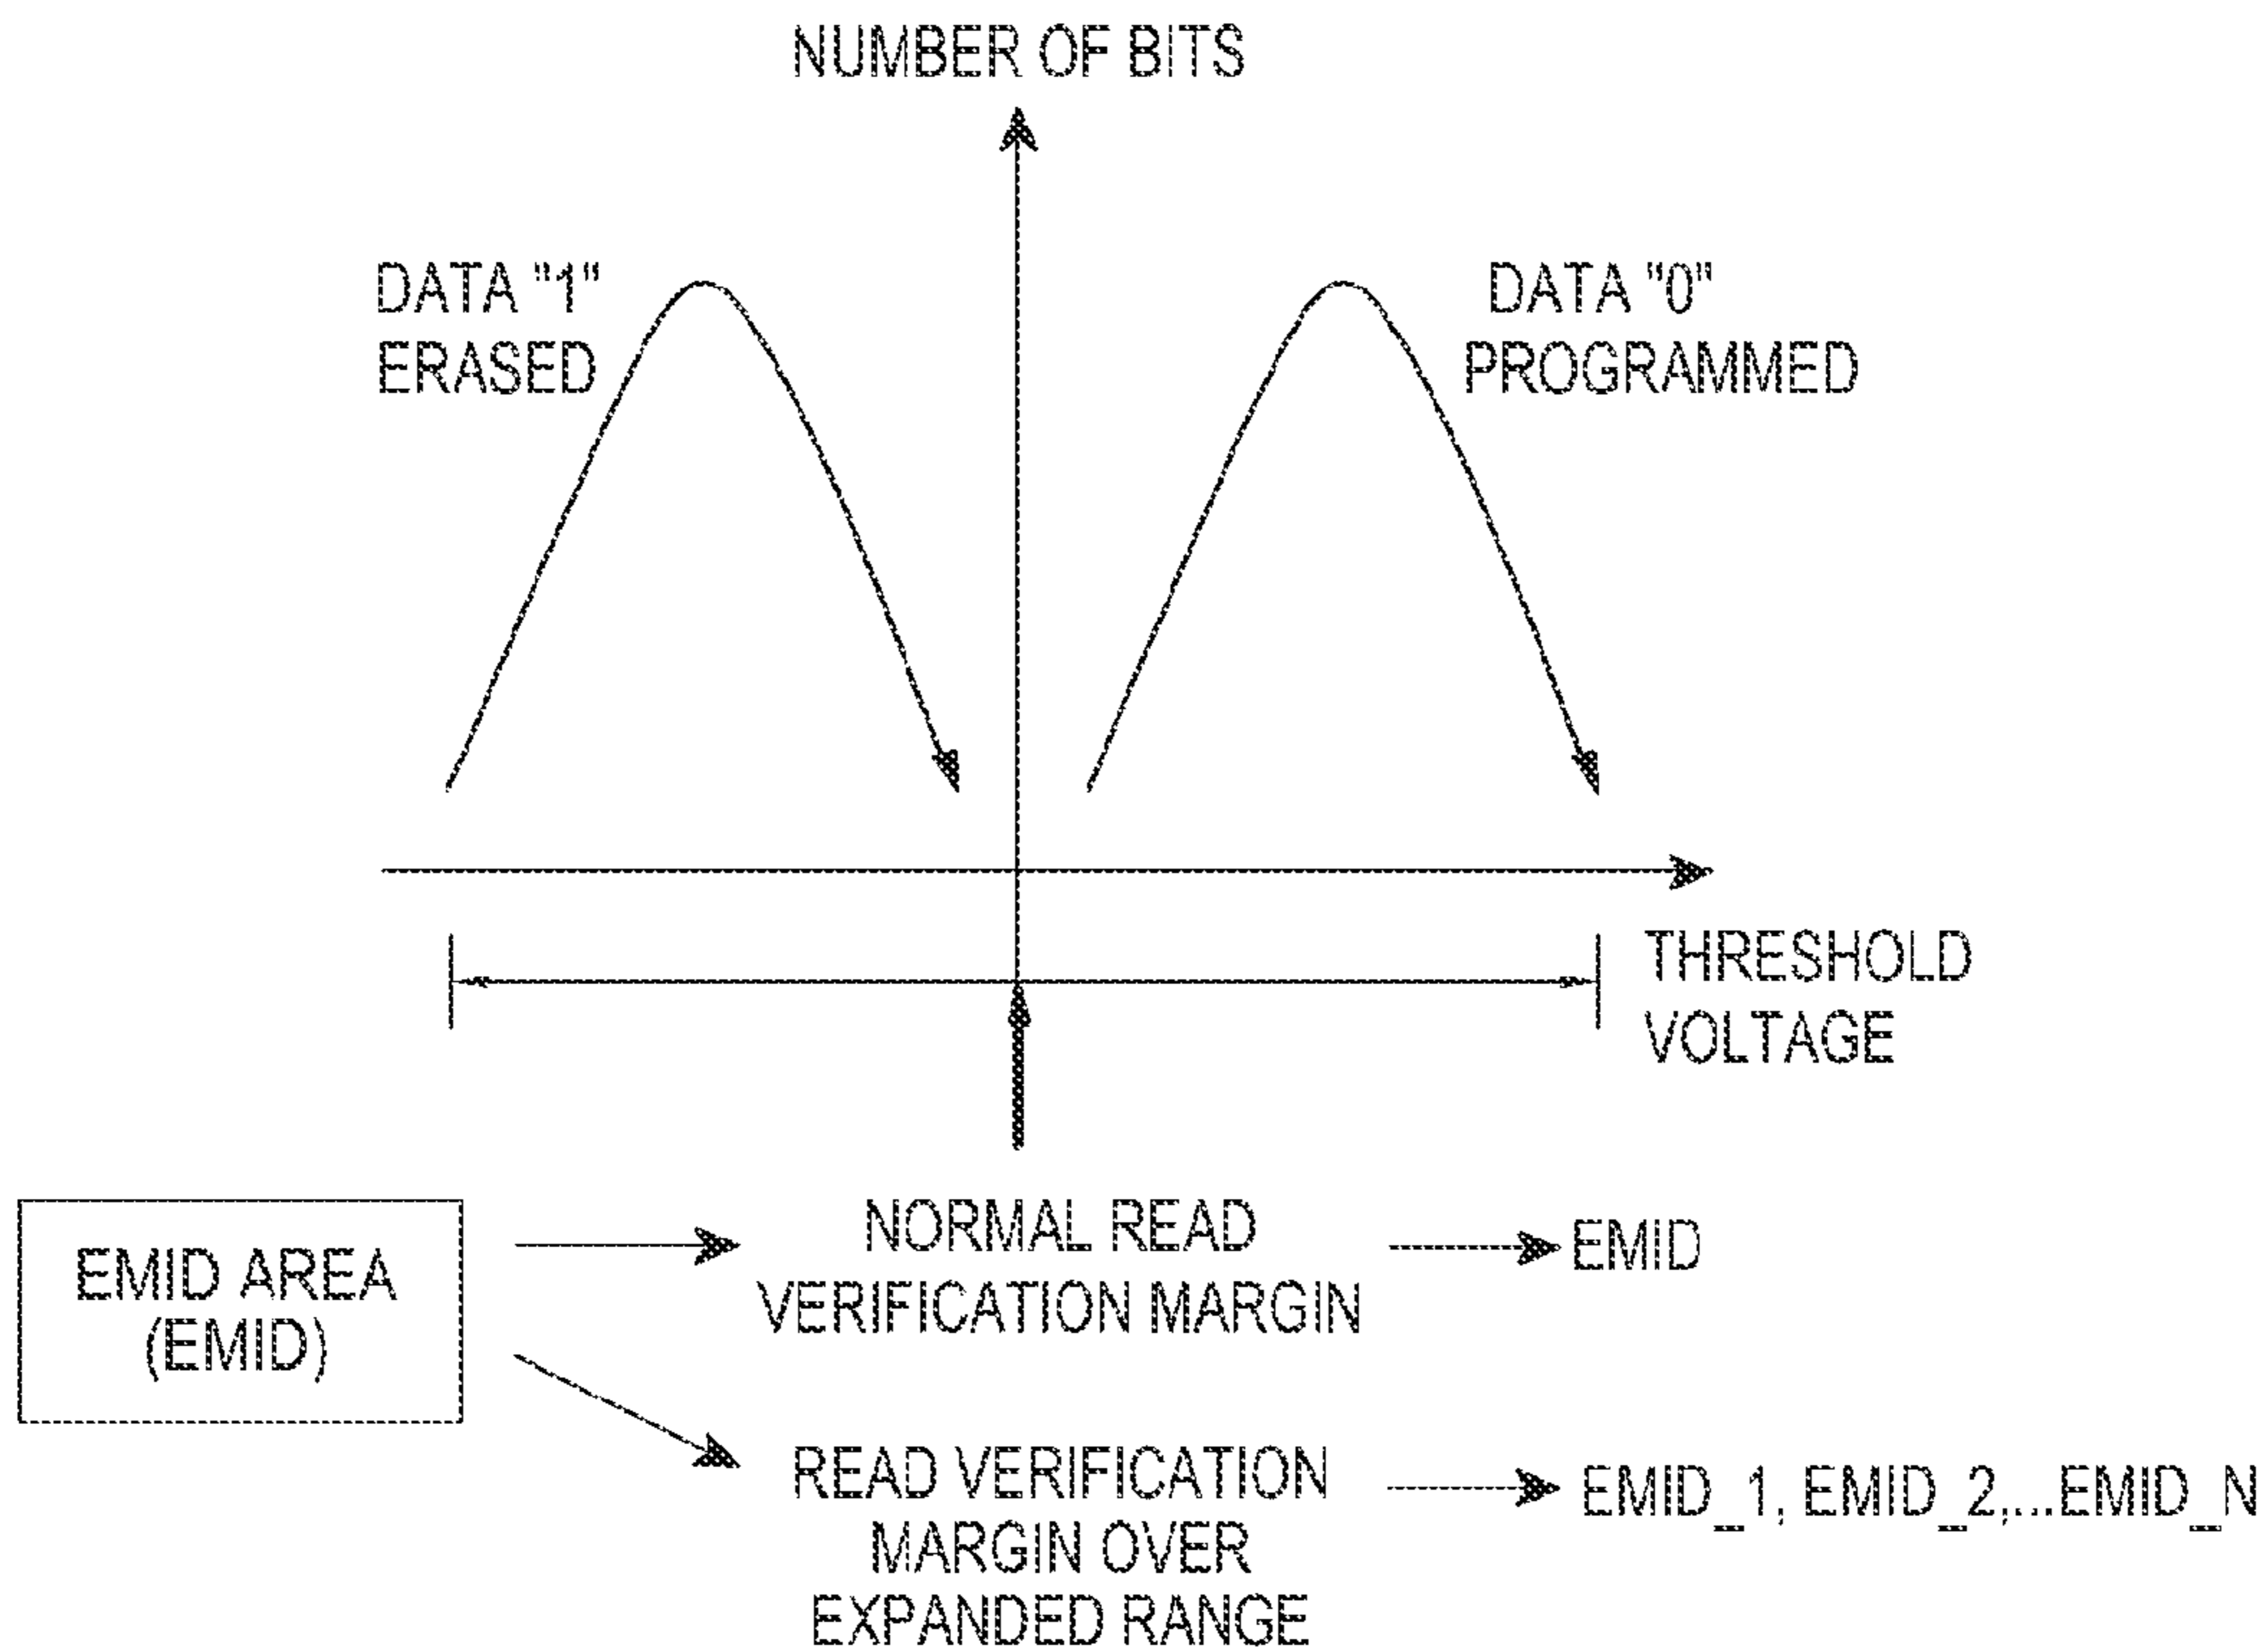 NUMBER OF BITS
DATA "1"
ERASED
DATA "0"
PROGRAMMED
THRESHOLD
VOLTAGE
EMID AREA
(EMID)
NORMAL READ
VERIFICATION MARGIN
EMID
READ VERIFICATION
MARGIN OVER
EXPANDED RANGE
EMID_1, EMID_2,...EMID_N